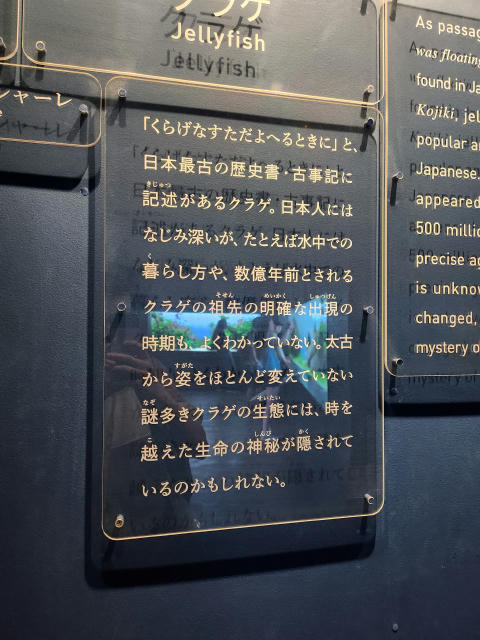 クラゲ
Jellyfish
シャーレ
「くらげなすただよへるときに」と、
日本最古の歴史書・古事記に
記述があるクラゲ。日本人には
なじみ深いが、たとえば水中での
暮らし方や、数億年前とされる
クラゲの祖先の明確な出現の
時期も、よくわかっていない。太古
から姿をほとんど変えていない
謎多きクラゲの生態には、時を
越えた生命の神秘が隠されて
いるのかもしれない。
As passag
was floating
found in Ja
Kojiki, jel
popular a
Japanese.
appeared
500 milli
precise ag
is unknow
changed,
mystery o